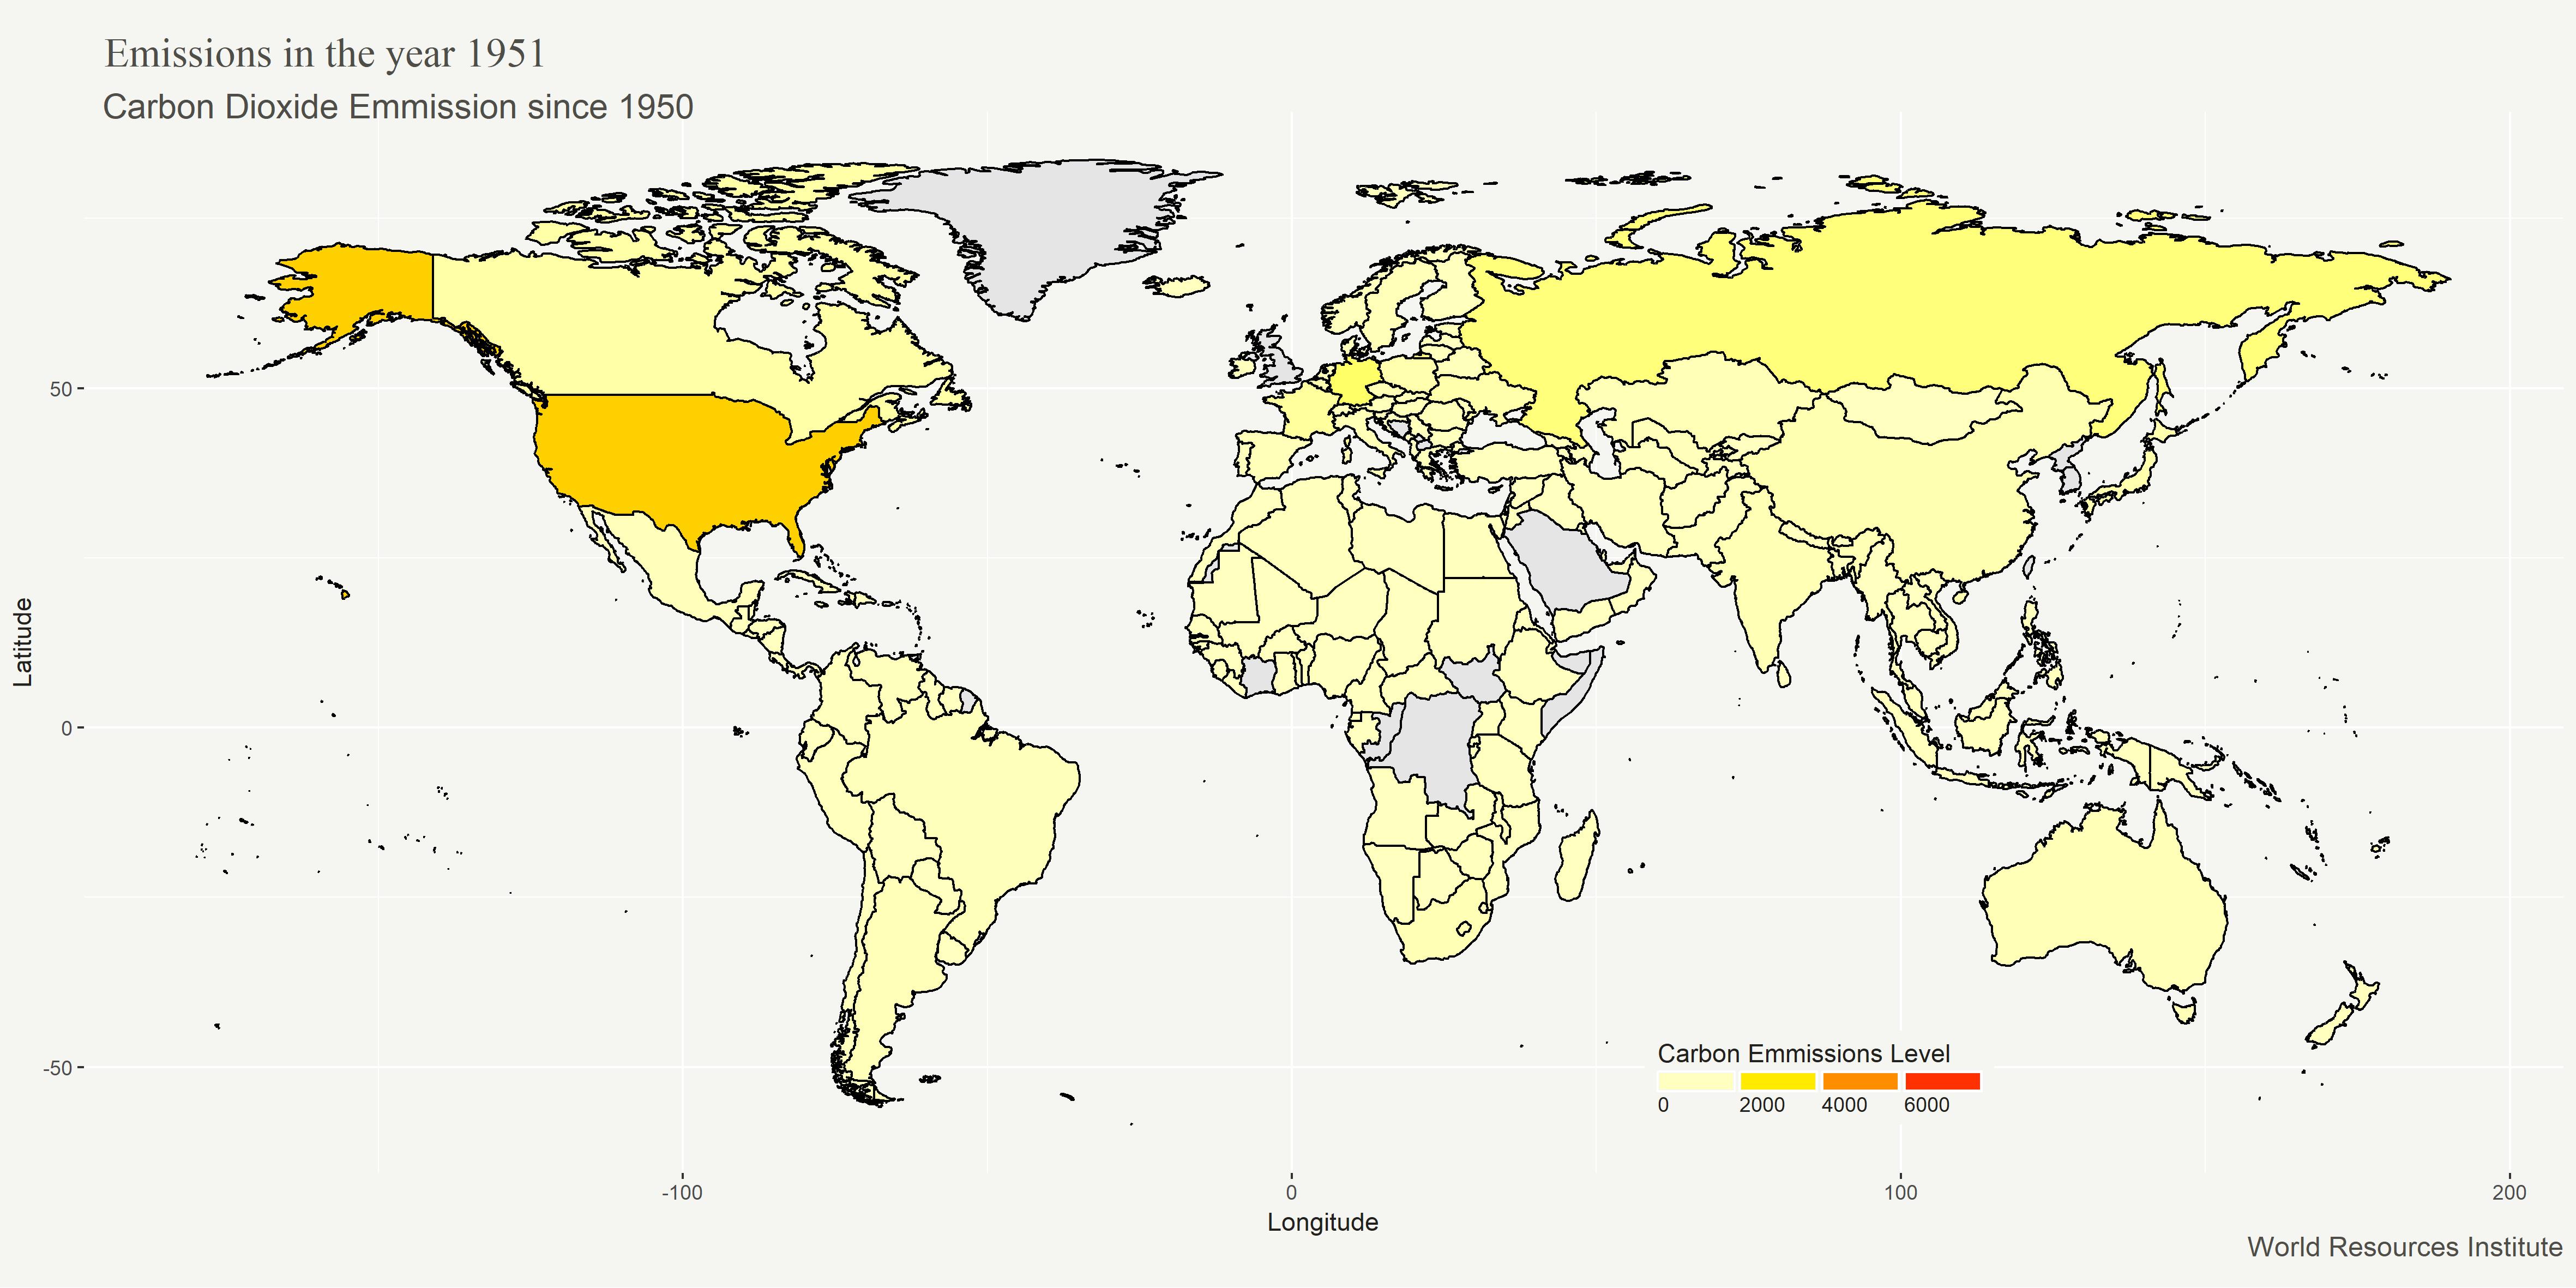 Emissions in the year 1951
Carbon Dioxide Emmission since 1950
Latitude
50
0
-50
Carbon Emmissions Level
0 2000 4000 6000
-100 0 100 200
Longitude
World Resources Institute